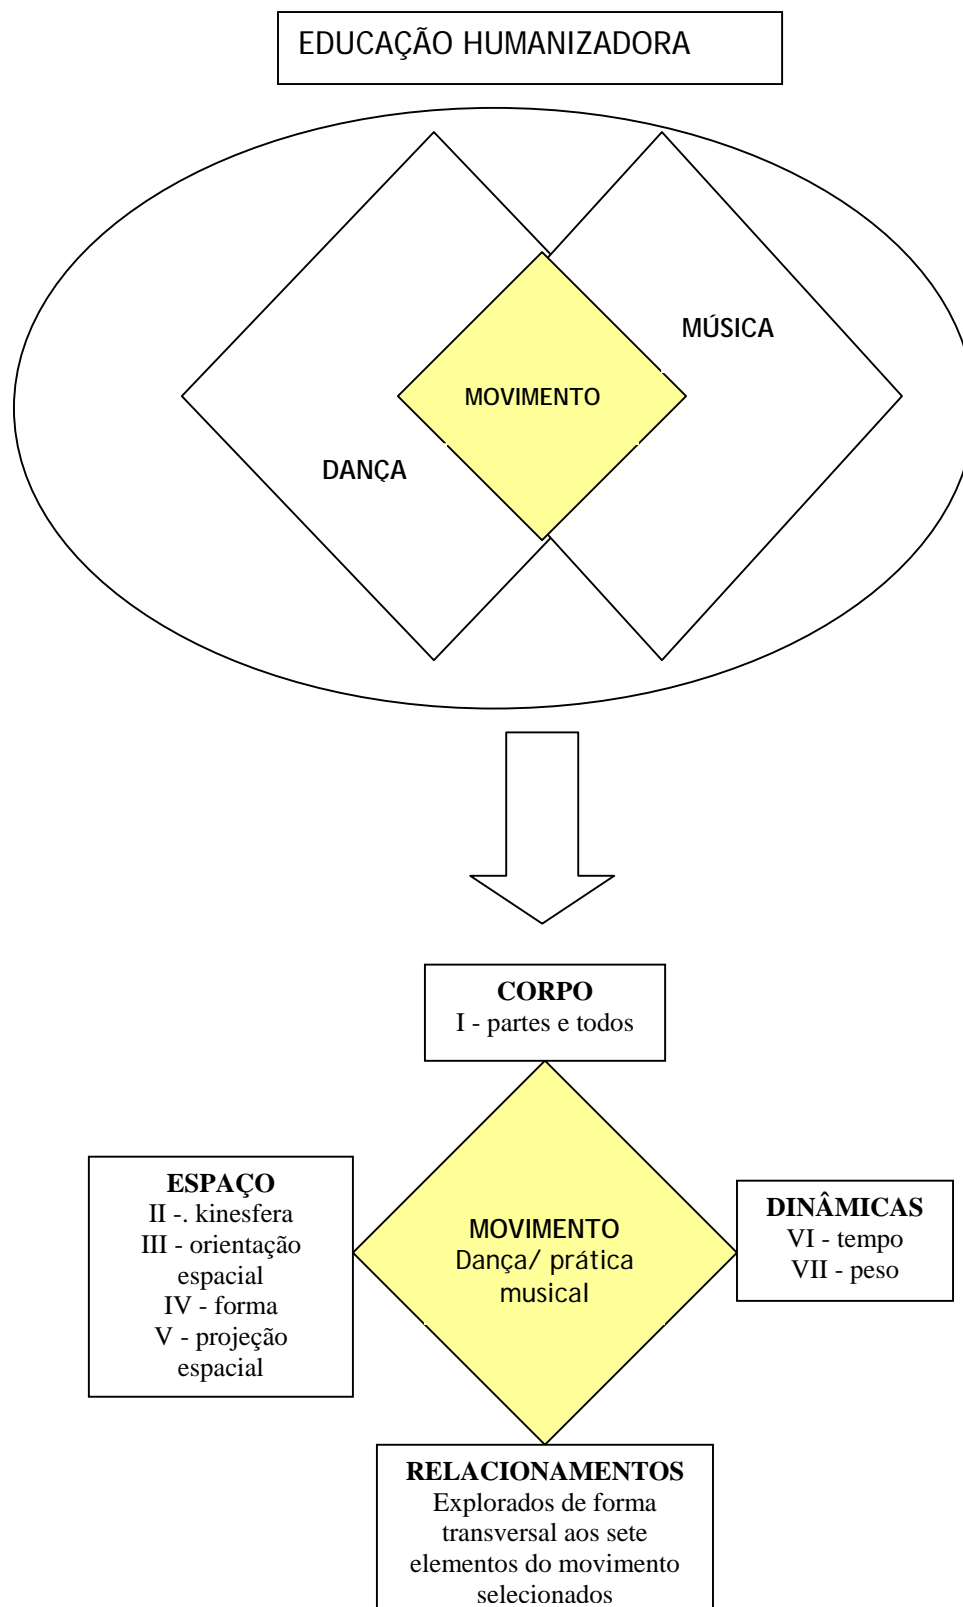 EDUCAÇÃO HUMANIZADORA
MÚSICA
MOVIMENTO
DANÇA
CORPO
I - partes e todos
ESPAÇO
II -. kinesfera
III - orientação
espacial
IV - forma
V - projeção
espacial
MOVIMENTO
Dança/ prática
musical
DINÂMICAS
VI - tempo
VII - peso
RELACIONAMENTOS
Explorados de forma
transversal aos sete
elementos do movimento
selecionados